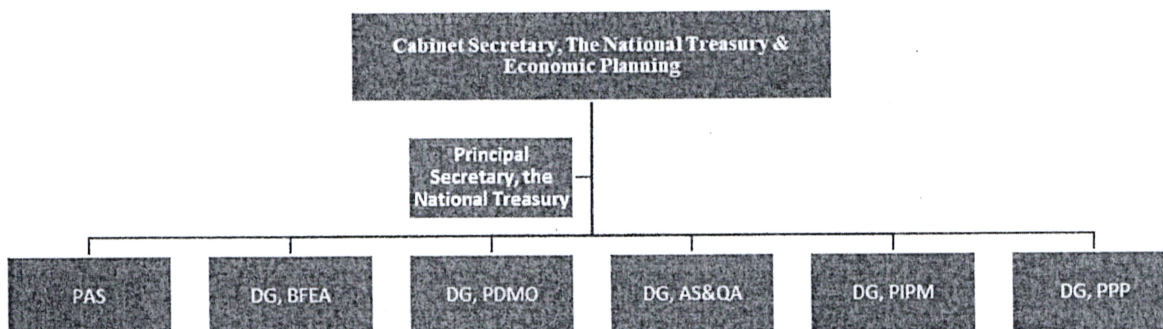 Cabinet Secretary, The National Treasury &
Economic Planning
Principal
Secretary, the
National Treasury
PAS
DG, BFEA
DG, PDMO
DG, AS&QA
DG, PIPM
DG, PPP